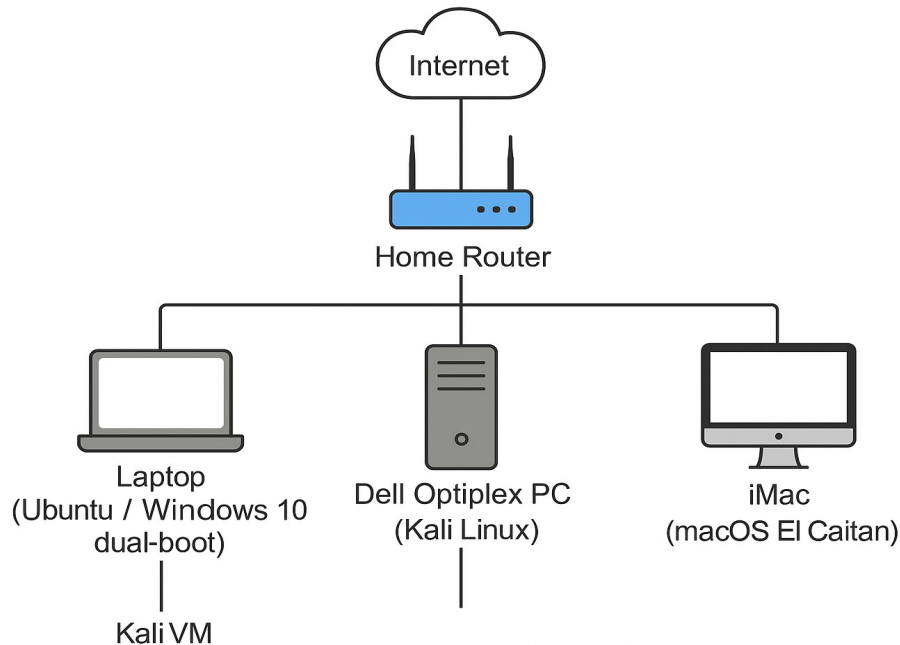 Internet
Home Router
Laptop
(Ubuntu / Windows 10
dual-boot)
Kali VM
Dell Optiplex PC
(Kali Linux)
iMac
(macOS El Caitan)